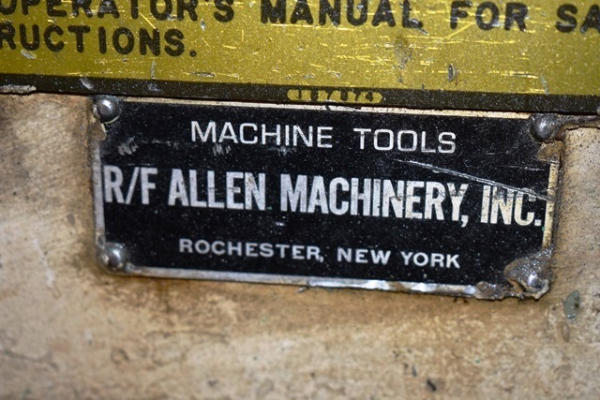 OPERATOR'S MANUAL FOR SA
RUCTIONS.
MACHINE TOOLS
R/F ALLEN MACHINERY, INC.
ROCHESTER, NEW YORK